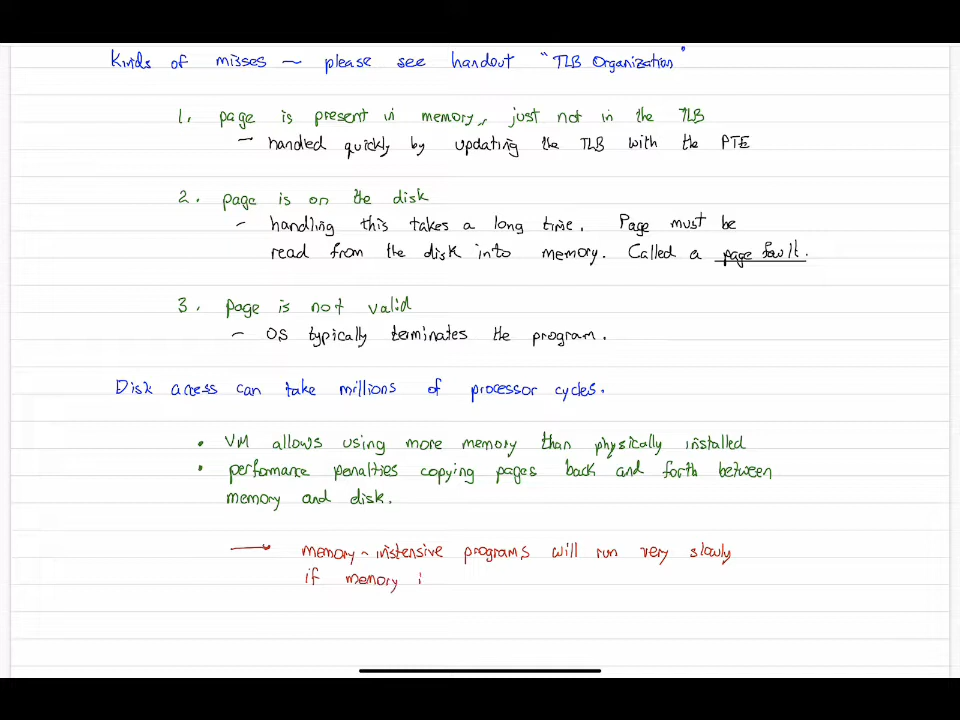 Kinds of misses ~ please see handout "TLB Organization"
1. page is present in memory, just not in the TLB
- handled quickly by updating the TLB with the PTE
2. page is on the disk
- handling this takes a long time. Page must be
read from the disk into memory. Called a page fault.
3. page is not valid
- OS typically terminates the program.
Disk access can take millions of processor cycles.
• VM allows using more memory than physically installed
• performance penalties copying pages back and forth between
memory and disk.
→ memory-instensive programs will run very slowly
if memory i